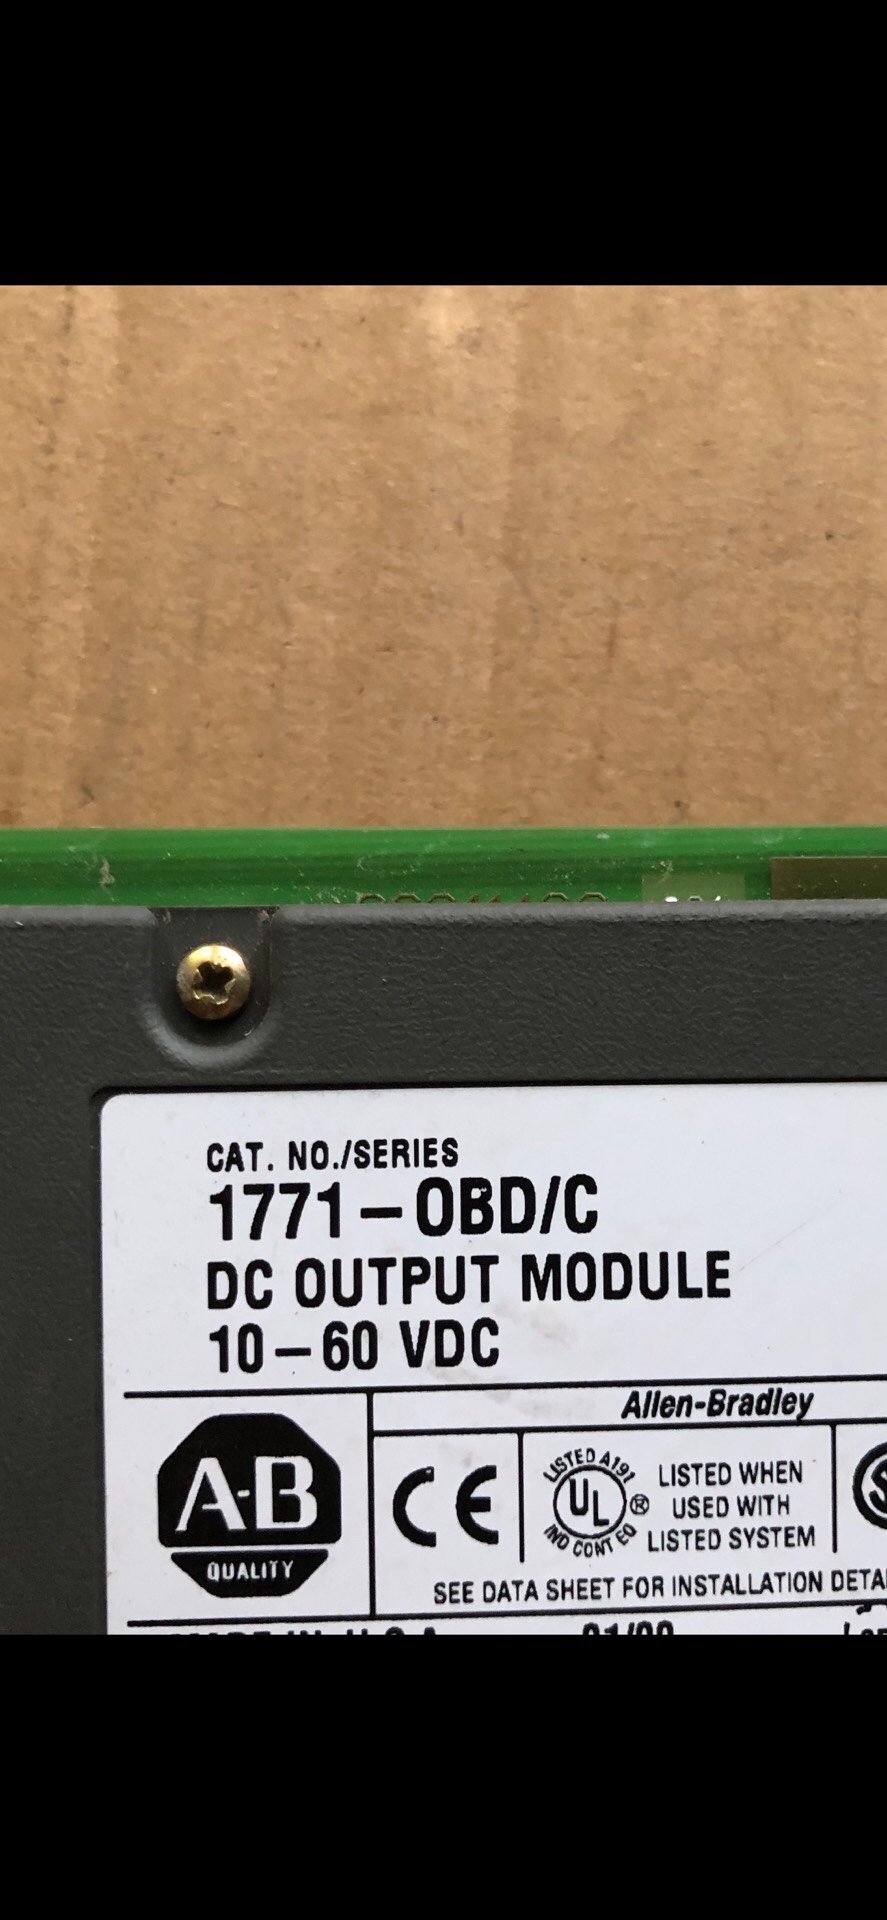 CAT. NO./SERIES
1771-OBD/C
DC OUTPUT MODULE
10-60 VDC
Allen-Bradley
A-B
QUALITY
CE
LISTED A191
UL ®
IND CONT EQ
LISTED WHEN
USED WITH
LISTED SYSTEM
SEE DATA SHEET FOR INSTALLATION